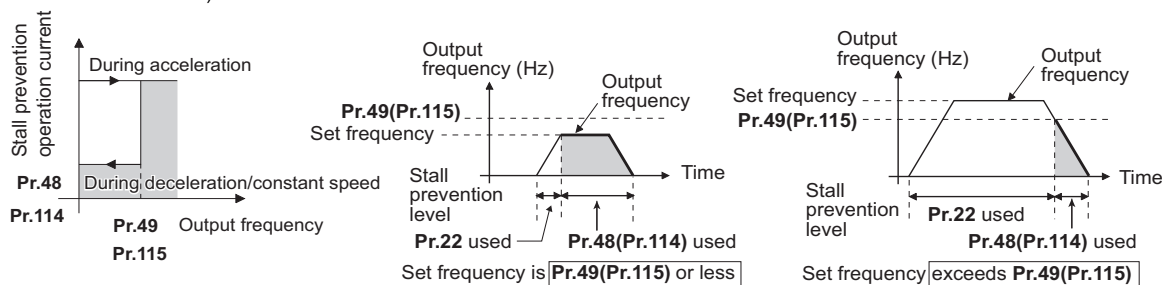 Stall prevention
operation current
During acceleration
Pr.48
Pr.114
During deceleration/constant speed
Pr.49
Pr.115
Output frequency
Output
frequency (Hz)
Output
frequency
Pr.49(Pr.115)
Set frequency
Time
Stall
prevention
level
Pr.22 used
Pr.48(Pr.114) used
Set frequency is Pr.49(Pr.115) or less
Output
frequency (Hz)
Output
frequency
Set frequency
Pr.49(Pr.115)
Time
Stall
prevention
level
Pr.22 used
Pr.48(Pr.114) used
Set frequency exceeds Pr.49(Pr.115)